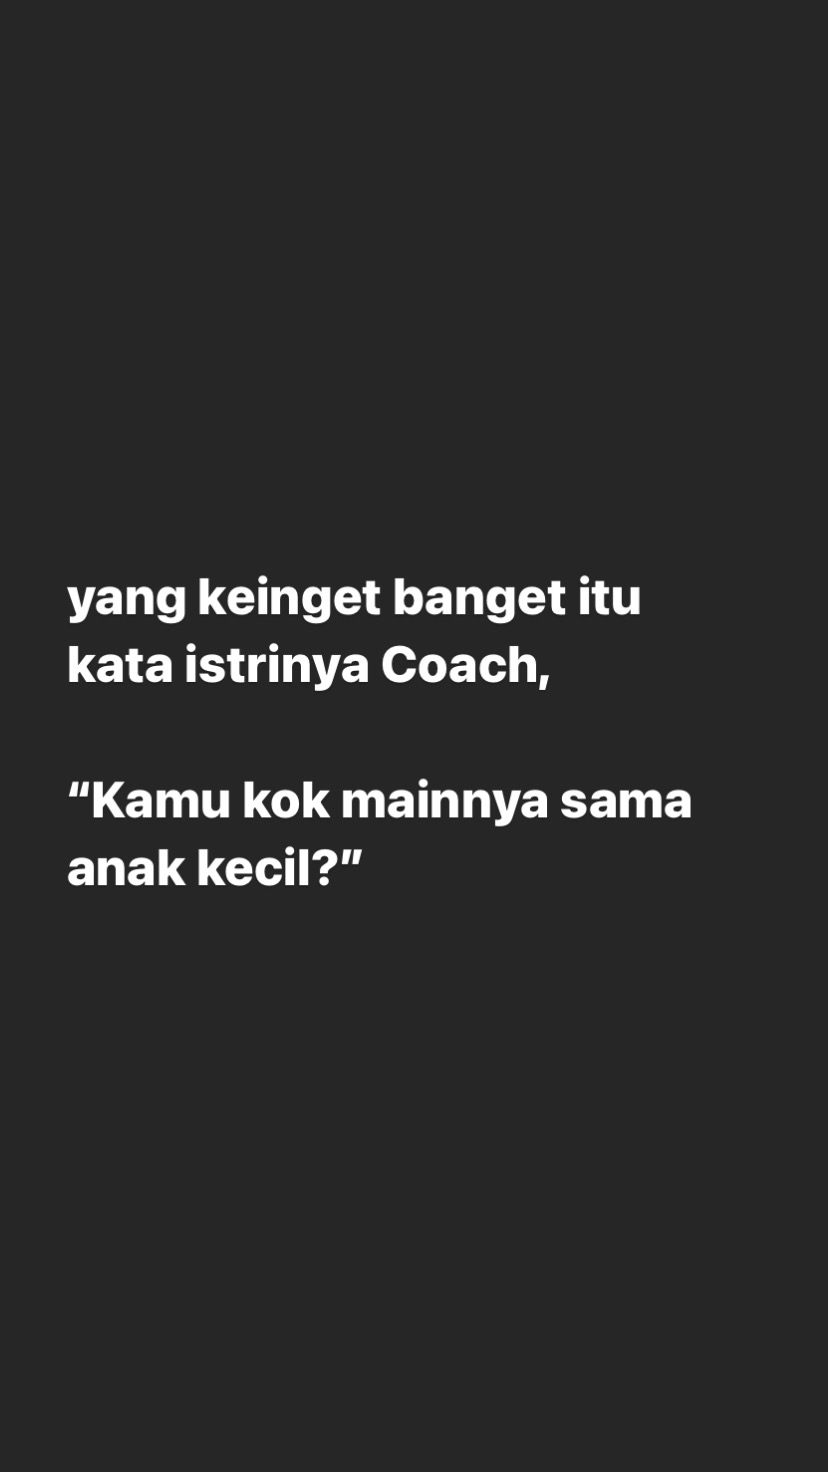 yang keinget banget itu
kata istrinya Coach,
“Kamu kok mainnya sama
anak kecil?”